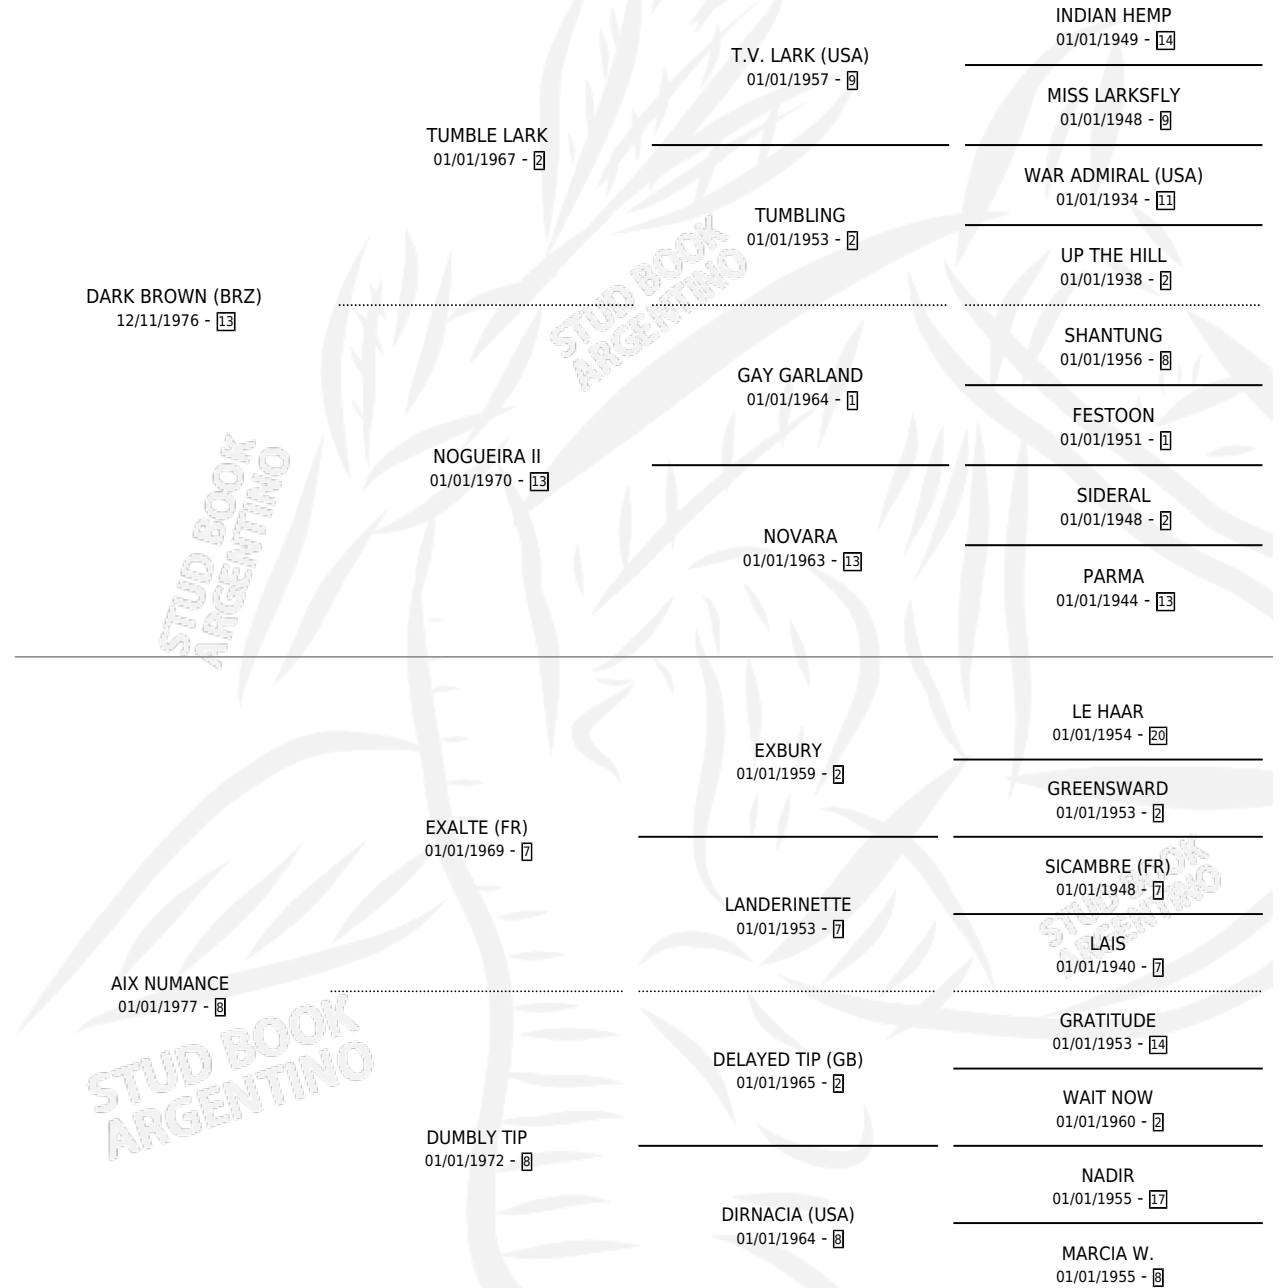 INDIAN HEMP
01/01/1949 - 14
T.V. LARK (USA)
01/01/1957 - 9
MISS LARKSFLY
01/01/1948 - 9
TUMBLE LARK
01/01/1967 - 2
WAR ADMIRAL (USA)
01/01/1934 - 11
TUMBLING
01/01/1953 - 2
UP THE HILL
01/01/1938 - 2
DARK BROWN (BRZ)
12/11/1976 - 13
STUD BOOK
ARGENTINO
SHANTUNG
01/01/1956 - 8
GAY GARLAND
01/01/1964 - 1
FESTOON
01/01/1951 - 1
NOGUEIRA II
01/01/1970 - 13
SIDERAL
01/01/1948 - 2
NOVARA
01/01/1963 - 13
PARMA
01/01/1944 - 13
STUD BOOK
ARGENTINO
LE HAAR
01/01/1954 - 20
EXBURY
01/01/1959 - 2
GREENSWARD
01/01/1953 - 2
EXALTE (FR)
01/01/1969 - 7
SICAMBRE (FR)
01/01/1948 - 7
LANDERINETTE
01/01/1953 - 7
LAIS
01/01/1940 - 7
STUD BOOK
ARGENTINO
AIX NUMANCE
01/01/1977 - 8
STUD BOOK
ARGENTINO
GRATITUDE
01/01/1953 - 14
DELAYED TIP (GB)
01/01/1965 - 2
WAIT NOW
01/01/1960 - 2
DUMBLY TIP
01/01/1972 - 8
NADIR
01/01/1955 - 17
DIRNACIA (USA)
01/01/1964 - 8
MARCIA W.
01/01/1955 - 8